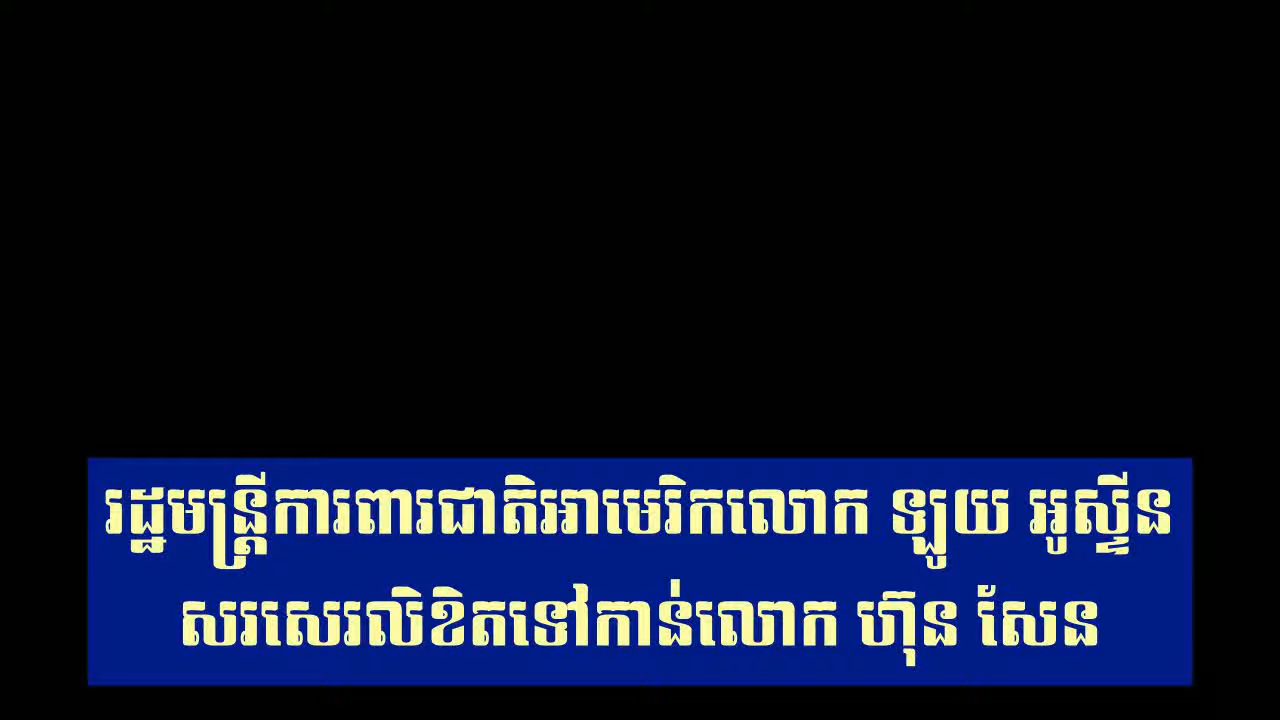 រដ្ឋមន្ត្រីការពារជាតិអាមេរិកលោក ឡូយ អូស្ទីន
សរសេរលិខិតទៅកាន់លោក ហ៊ុន សែន